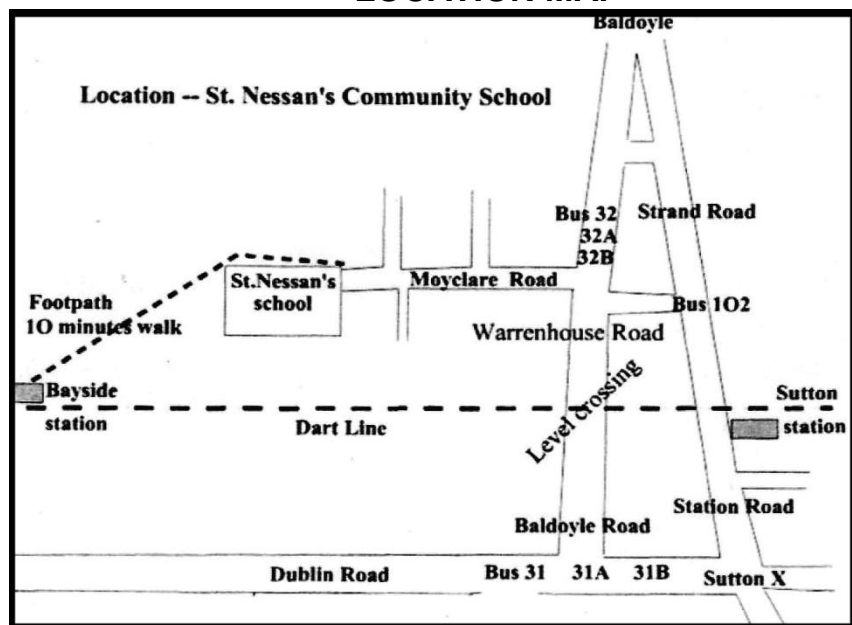 LOCATION MAP
Baldoyle
Location -- St. Nessan's Community School
Bus 32
32A
32B
Strand Road
St.Nessan's
school
Moyclare Road
Footpath
1O minutes walk
Bus 1O2
Warrenhouse Road
Level crossing
Bayside
station
Dart Line
Sutton
station
Station Road
Baldoyle Road
Dublin Road
Bus 31 31A 31B
Sutton X